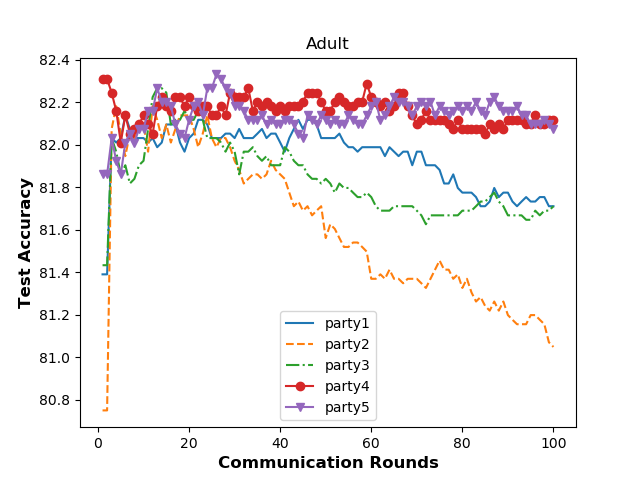 Adult
82.4
82.2
82.0
81.8
81.6
81.4
81.2
81.0
80.8
Test Accuracy
party1
party2
party3
party4
party5
0 20 40 60 80 100
Communication Rounds